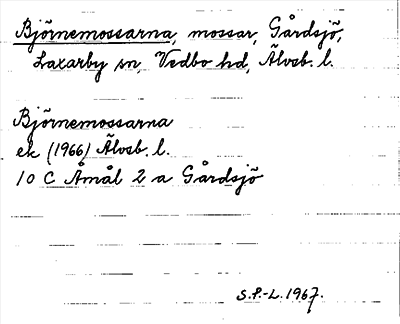 Björnemossarna, mossar, Gårdsjö,
Laxarby sn, Vedbo hd, Älvsb. l.
Björnemossarna
ek (1966) Älvsb. l.
10 C Åmål 2 a Gårdsjö
S.P.-L. 1967.